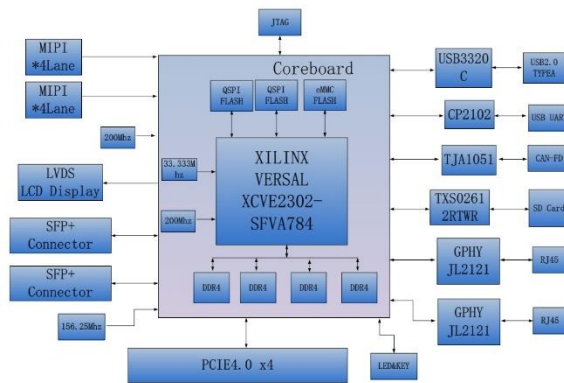 JTAG
MIPI
*4Lane
MIPI
*4Lane
200Mhz
LVDS
LCD Display
SFP+
Connector
SFP+
Connector
156.25Mhz
Coreboard
QSPI
FLASH
QSPI
FLASH
eMMC
FLASH
33.333M
hz
200Mhz
XILINX
VERSAL
XCVE2302-
SFVA784
DDR4
DDR4
DDR4
DDR4
PCIE4.0 x4
LED&KEY
USB3320
C
USB2.0
TYPEA
CP2102
USB UART
TJA1051
CAN-FD
TXS0261
2RTWR
SD Card
GPHY
JL2121
RJ45
GPHY
JL2121
RJ45